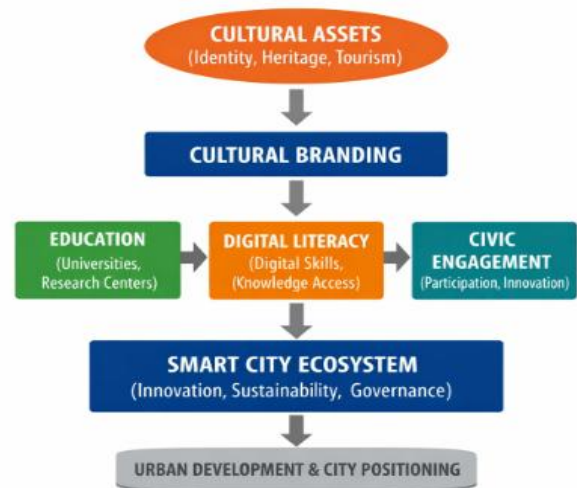 CULTURAL ASSETS
(Identity, Heritage, Tourism)
CULTURAL BRANDING
EDUCATION
(Universities,
Research Centers)
DIGITAL LITERACY
(Digital Skills,
(Knowledge Access)
CIVIC
ENGAGEMENT
(Participation, Innovation)
SMART CITY ECOSYSTEM
(Innovation, Sustainability, Governance)
URBAN DEVELOPMENT & CITY POSITIONING